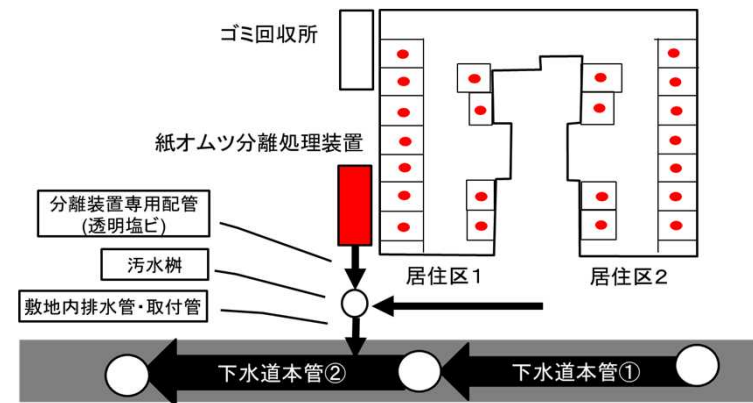 ゴミ回収所
紙オムツ分離処理装置
分離装置専用配管
(透明塩ビ)
汚水桝
敷地内排水管・取付管
居住区1
居住区2
下水道本管②
下水道本管①